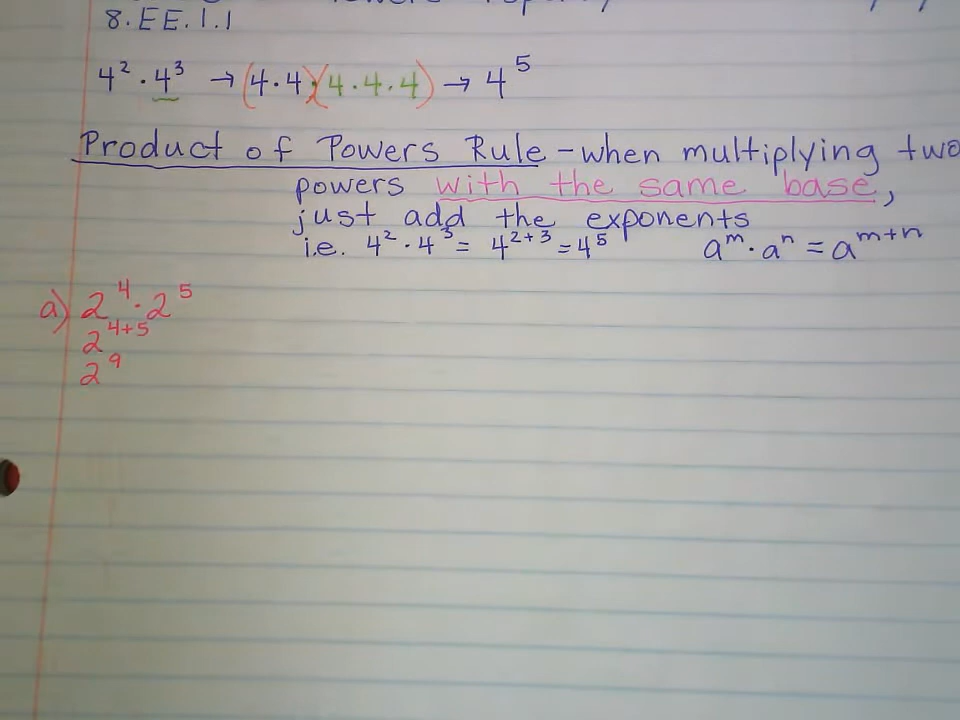 8.EE.1.1
4² · 4³ → (4 · 4)·(4 · 4 · 4) → 4⁵
Product of Powers Rule - when multiplying two
powers with the same base,
just add the exponents
i.e. 4² · 4³ = 4²⁺³ = 4⁵ aᵐ · aⁿ = aᵐ⁺ⁿ
a) 2⁴ · 2⁵
2⁴⁺⁵
2⁹